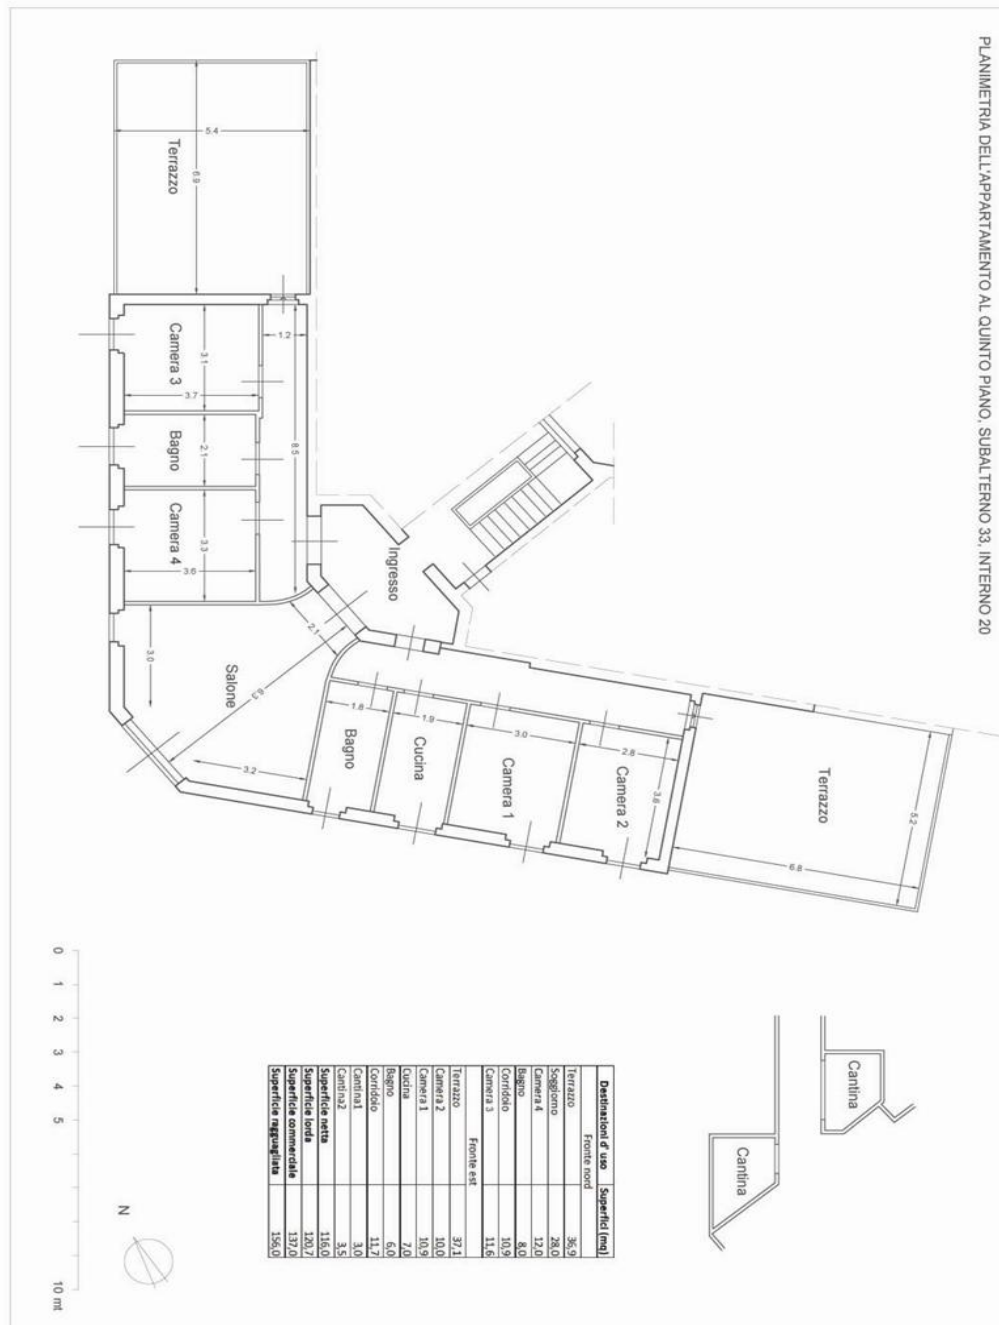 PLANIMETRIA DELL'APPARTAMENTO AL QUINTO PIANO, SUBALTERNO 33, INTERNO 20
Terrazzo
5.4
6.9
Camera 3
3.1
3.7
1.2
8.5
Bagno
2.1
Camera 4
3.3
3.6
Ingresso
Salone
3.0
2.1
6.3
3.2
Bagno
1.8
Cucina
1.9
Camera 1
3.0
Camera 2
2.8
3.6
Terrazzo
5.2
6.8
Cantina
Cantina
Destinazioni d' uso Superfici (mq)
Fronte nord
Terrazzo 36,9
Soggiorno 28,0
Camera 4 12,0
Bagno 8,0
Corridoio 10,9
Camera 3 11,6
Fronte est
Terrazzo 37,1
Camera 2 10,0
Camera 1 10,9
Cucina 7,0
Bagno 6,0
Corridoio 11,7
Cantina1 3,0
Cantina2 3,5
Superficie netta 116,0
Superficie lorda 120,7
Superficie commerciale 137,0
Superficie ragguagliata 156,0
0 1 2 3 4 5 10 mt
N